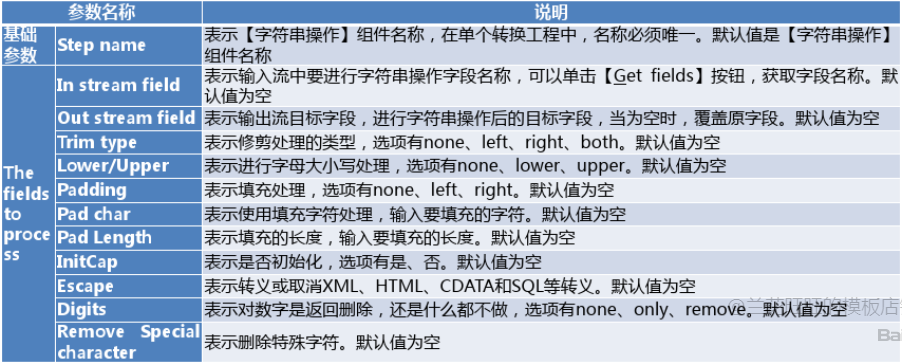 参数名称 说明
基础参数 Step name 表示【字符串操作】组件名称，在单个转换工程中，名称必须唯一。默认值是【字符串操作】
组件名称
The fields to process
In stream field 表示输入流中要进行字符串操作字段名称，可以单击【Get fields】按钮，获取字段名称。默
认值为空
Out stream field 表示输出流目标字段，进行字符串操作后的目标字段，当为空时，覆盖原字段。默认值为空
Trim type 表示修剪处理的类型，选项有none、left、right、both。默认值为空
Lower/Upper 表示进行字母大小写处理，选项有none、lower、upper。默认值为空
Padding 表示填充处理，选项有none、left、right。默认值为空
Pad char 表示使用填充字符处理，输入要填充的字符。默认值为空
Pad Length 表示填充的长度，输入要填充的长度。默认值为空
InitCap 表示是否初始化，选项有是、否。默认值为空
Escape 表示转义或取消XML、HTML、CDATA和SQL等转义。默认值为空
Digits 表示对数字是返回删除，还是什么都不做，选项有none、only、remove。默认值为空
Remove Special
character 表示删除特殊字符。默认值为空
的模板店
Bai